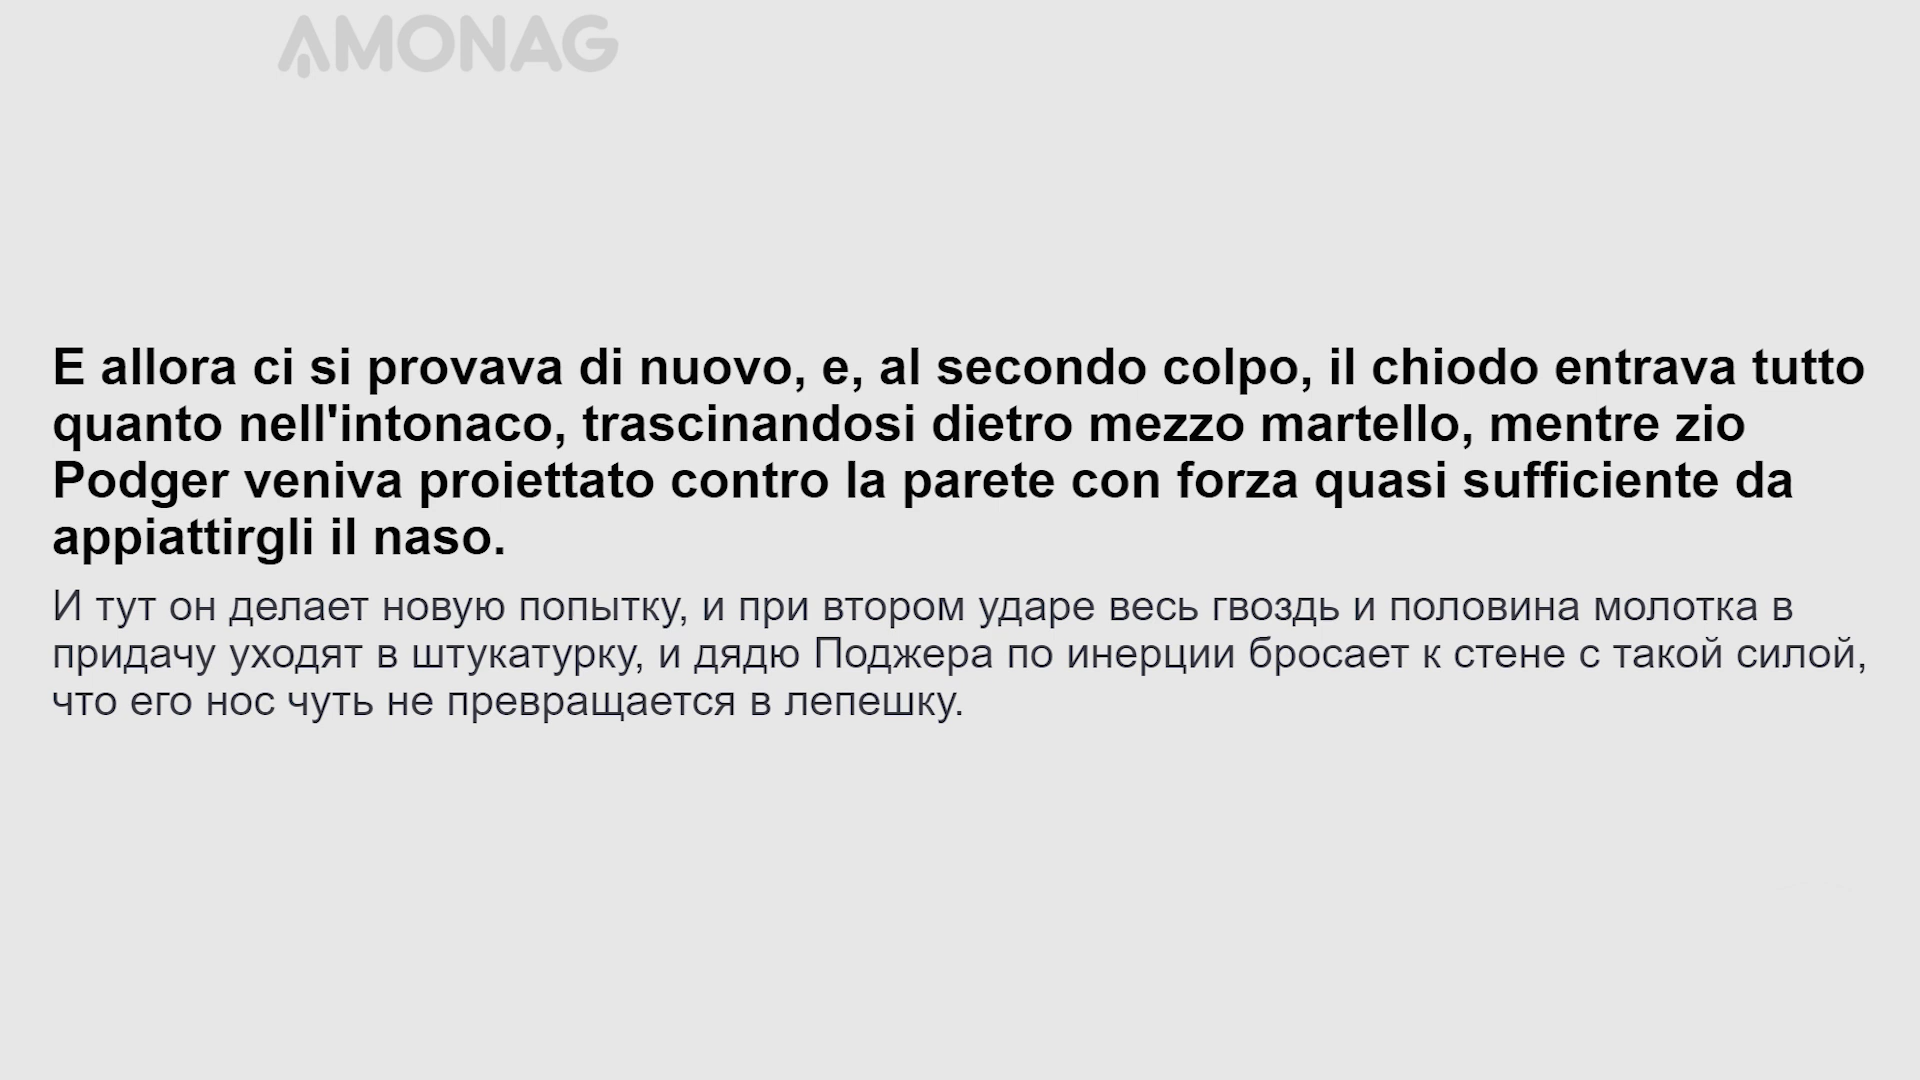 AMONAG
E allora ci si provava di nuovo, e, al secondo colpo, il chiodo entrava tutto
quanto nell'intonaco, trascinandosi dietro mezzo martello, mentre zio
Podger veniva proiettato contro la parete con forza quasi sufficiente da
appiattirgli il naso.
И тут он делает новую попытку, и при втором ударе весь гвоздь и половина молотка в
придачу уходят в штукатурку, и дядю Поджера по инерции бросает к стене с такой силой,
что его нос чуть не превращается в лепешку.